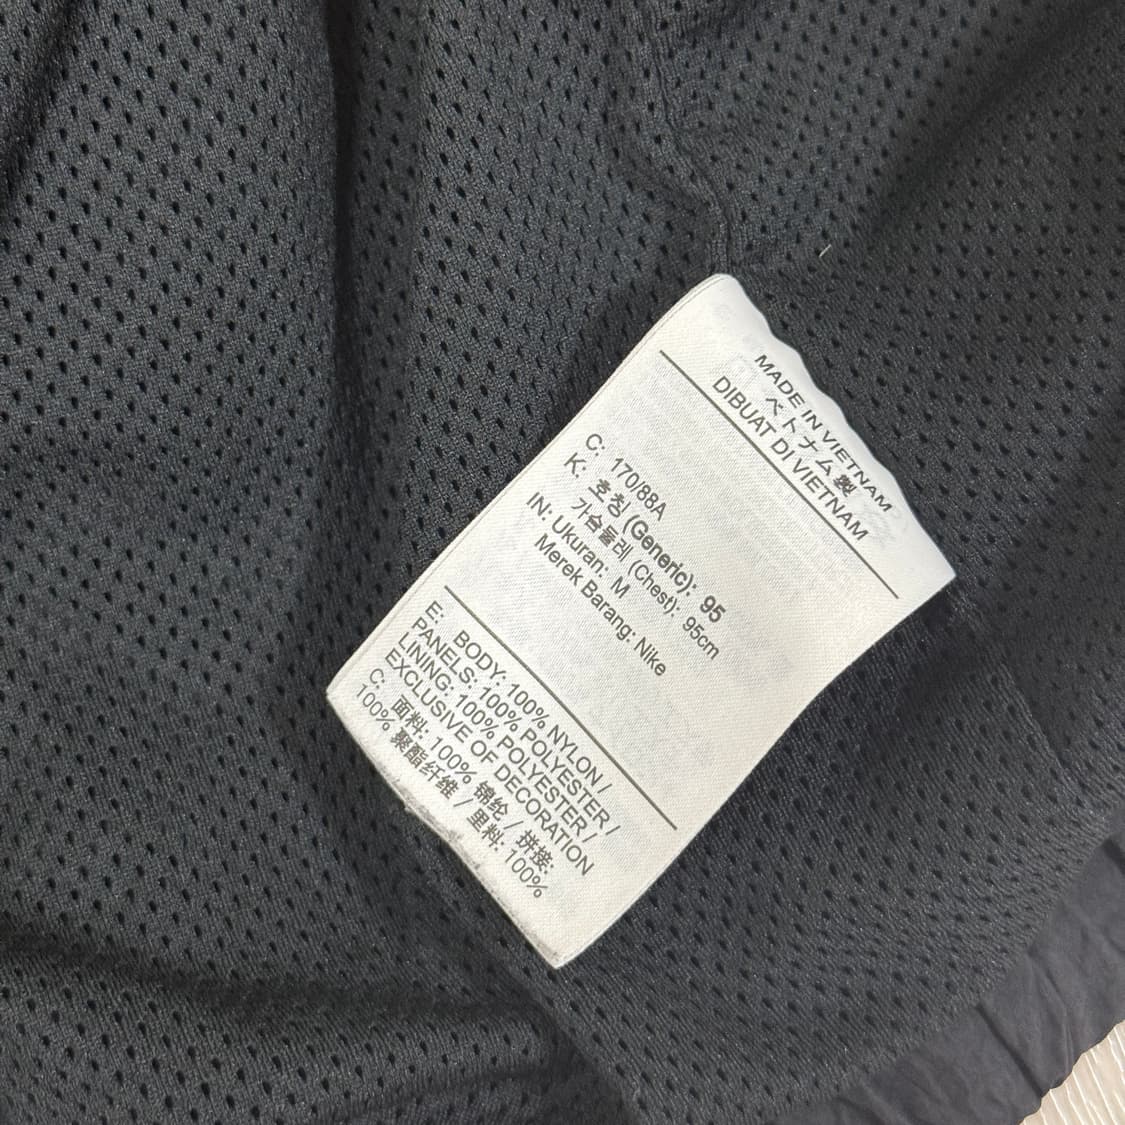 MADE IN VIETNAM
ベトナム製
DIBUAT DI VIETNAM
C: 170/88A
K: 호칭 (Generic): 95
가슴둘레 (Chest): 95cm
IN: Ukuran: M
Merek Barang: Nike
E: BODY: 100% NYLON /
PANELS: 100% POLYESTER /
LINING: 100% POLYESTER /
EXCLUSIVE OF DECORATION
C: 面料: 100% 锦纶 / 拼接:
100% 聚酯纤维 / 里料: 100%